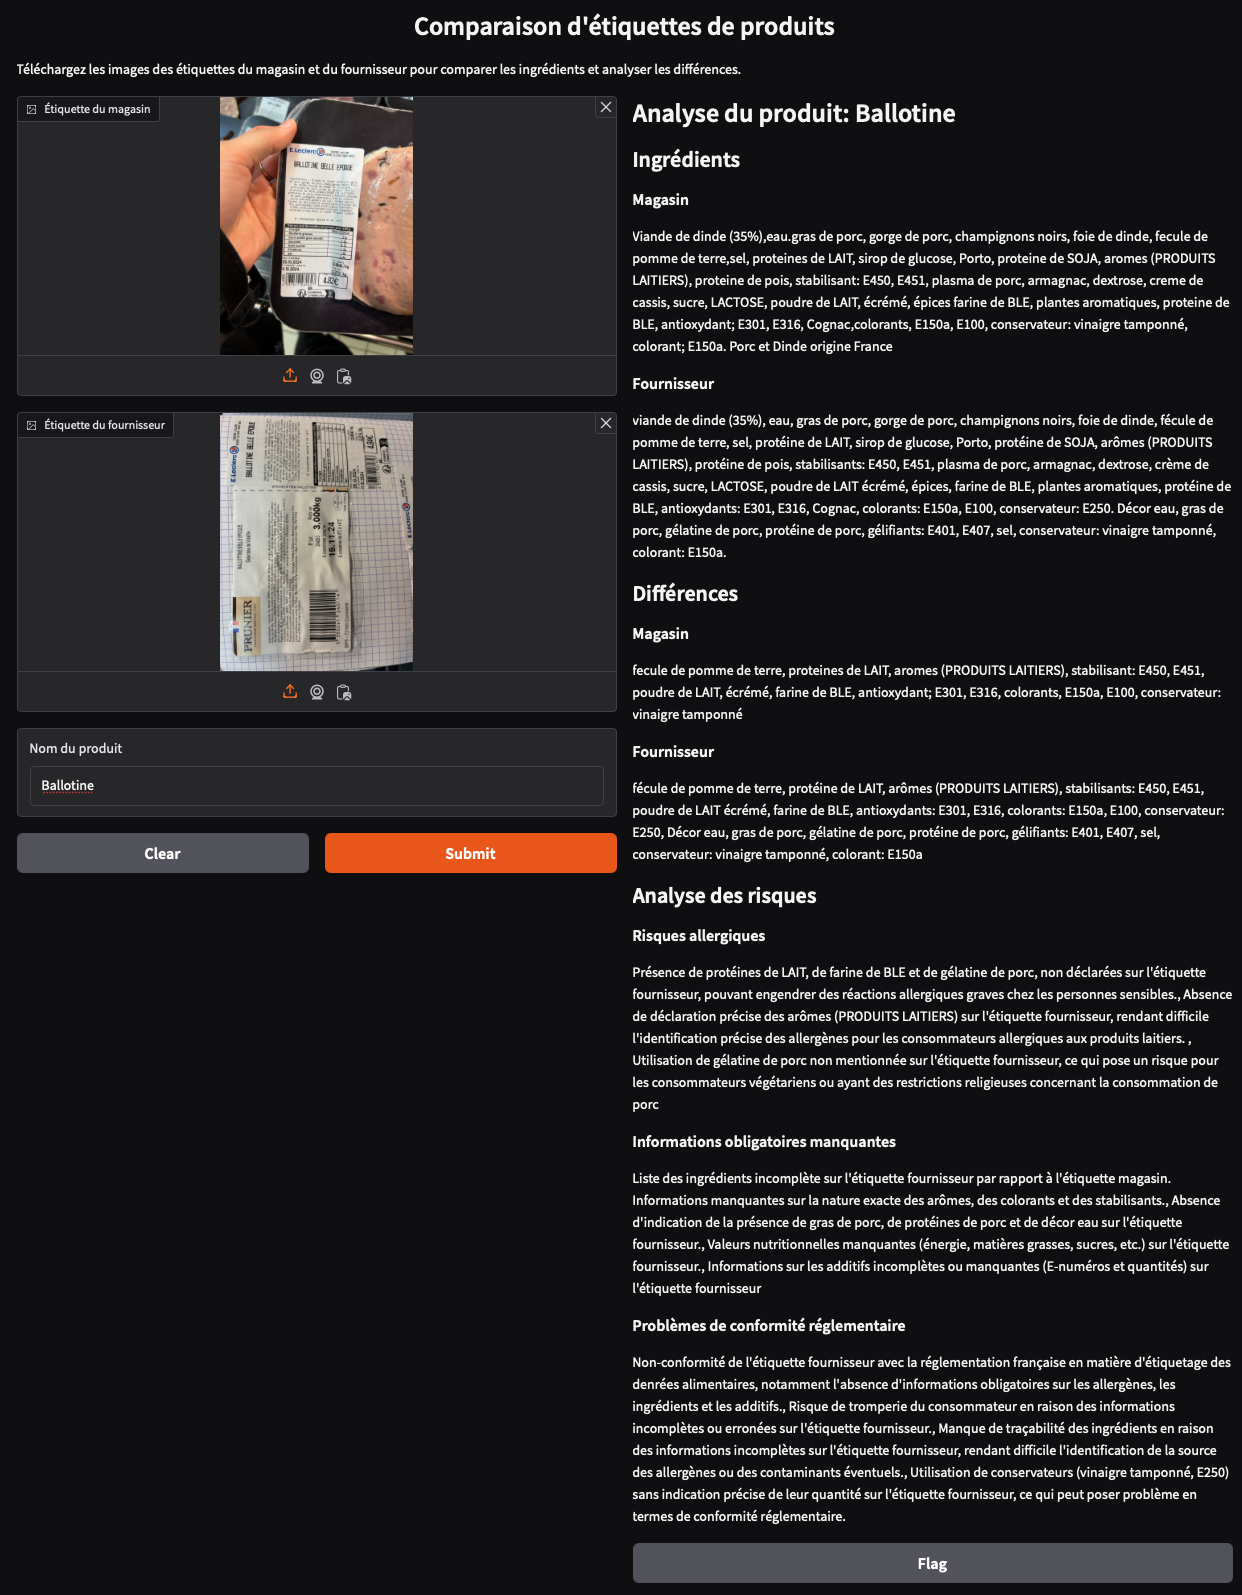 Comparaison d'étiquettes de produits
Téléchargez les images des étiquettes du magasin et du fournisseur pour comparer les ingrédients et analyser les différences.
Étiquette du magasin
E.Leclerc
BALLOTINE BELLE EPOQUE
4.82€
Étiquette du fournisseur
E.Leclerc
BALLOTINE BELLE EPOQUE
BALLOTINE BELLE EPOQUE
3,000kg
15.11.24
PRUNIER
Nom du produit
Ballotine
Clear
Submit
Analyse du produit: Ballotine
Ingrédients
Magasin
Viande de dinde (35%),eau.gras de porc, gorge de porc, champignons noirs, foie de dinde, fecule de
pomme de terre,sel, proteines de LAIT, sirop de glucose, Porto, proteine de SOJA, aromes (PRODUITS
LAITIERS), proteine de pois, stabilisant: E450, E451, plasma de porc, armagnac, dextrose, creme de
cassis, sucre, LACTOSE, poudre de LAIT, écrémé, épices farine de BLE, plantes aromatiques, proteine de
BLE, antioxydant; E301, E316, Cognac,colorants, E150a, E100, conservateur: vinaigre tamponné,
colorant; E150a. Porc et Dinde origine France
Fournisseur
viande de dinde (35%), eau, gras de porc, gorge de porc, champignons noirs, foie de dinde, fécule de
pomme de terre, sel, protéine de LAIT, sirop de glucose, Porto, protéine de SOJA, arômes (PRODUITS
LAITIERS), protéine de pois, stabilisants: E450, E451, plasma de porc, armagnac, dextrose, crème de
cassis, sucre, LACTOSE, poudre de LAIT écrémé, épices, farine de BLE, plantes aromatiques, protéine de
BLE, antioxydants: E301, E316, Cognac, colorants: E150a, E100, conservateur: E250. Décor eau, gras de
porc, gélatine de porc, protéine de porc, gélifiants: E401, E407, sel, conservateur: vinaigre tamponné,
colorant: E150a.
Différences
Magasin
fecule de pomme de terre, proteines de LAIT, aromes (PRODUITS LAITIERS), stabilisant: E450, E451,
poudre de LAIT, écrémé, farine de BLE, antioxydant; E301, E316, colorants, E150a, E100, conservateur:
vinaigre tamponné
Fournisseur
fécule de pomme de terre, protéine de LAIT, arômes (PRODUITS LAITIERS), stabilisants: E450, E451,
poudre de LAIT écrémé, farine de BLE, antioxydants: E301, E316, colorants: E150a, E100, conservateur:
E250, Décor eau, gras de porc, gélatine de porc, protéine de porc, gélifiants: E401, E407, sel,
conservateur: vinaigre tamponné, colorant: E150a
Analyse des risques
Risques allergiques
Présence de protéines de LAIT, de farine de BLE et de gélatine de porc, non déclarées sur l'étiquette
fournisseur, pouvant engendrer des réactions allergiques graves chez les personnes sensibles., Absence
de déclaration précise des arômes (PRODUITS LAITIERS) sur l'étiquette fournisseur, rendant difficile
l'identification précise des allergènes pour les consommateurs allergiques aux produits laitiers. ,
Utilisation de gélatine de porc non mentionnée sur l'étiquette fournisseur, ce qui pose un risque pour
les consommateurs végétariens ou ayant des restrictions religieuses concernant la consommation de
porc
Informations obligatoires manquantes
Liste des ingrédients incomplète sur l'étiquette fournisseur par rapport à l'étiquette magasin.
Informations manquantes sur la nature exacte des arômes, des colorants et des stabilisants., Absence
d'indication de la présence de gras de porc, de protéines de porc et de décor eau sur l'étiquette
fournisseur., Valeurs nutritionnelles manquantes (énergie, matières grasses, sucres, etc.) sur l'étiquette
fournisseur., Informations sur les additifs incomplètes ou manquantes (E-numéros et quantités) sur
l'étiquette fournisseur
Problèmes de conformité réglementaire
Non-conformité de l'étiquette fournisseur avec la réglementation française en matière d'étiquetage des
denrées alimentaires, notamment l'absence d'informations obligatoires sur les allergènes, les
ingrédients et les additifs., Risque de tromperie du consommateur en raison des informations
incomplètes ou erronées sur l'étiquette fournisseur., Manque de traçabilité des ingrédients en raison
des informations incomplètes sur l'étiquette fournisseur, rendant difficile l'identification de la source
des allergènes ou des contaminants éventuels., Utilisation de conservateurs (vinaigre tamponné, E250)
sans indication précise de leur quantité sur l'étiquette fournisseur, ce qui peut poser problème en
termes de conformité réglementaire.
Flag